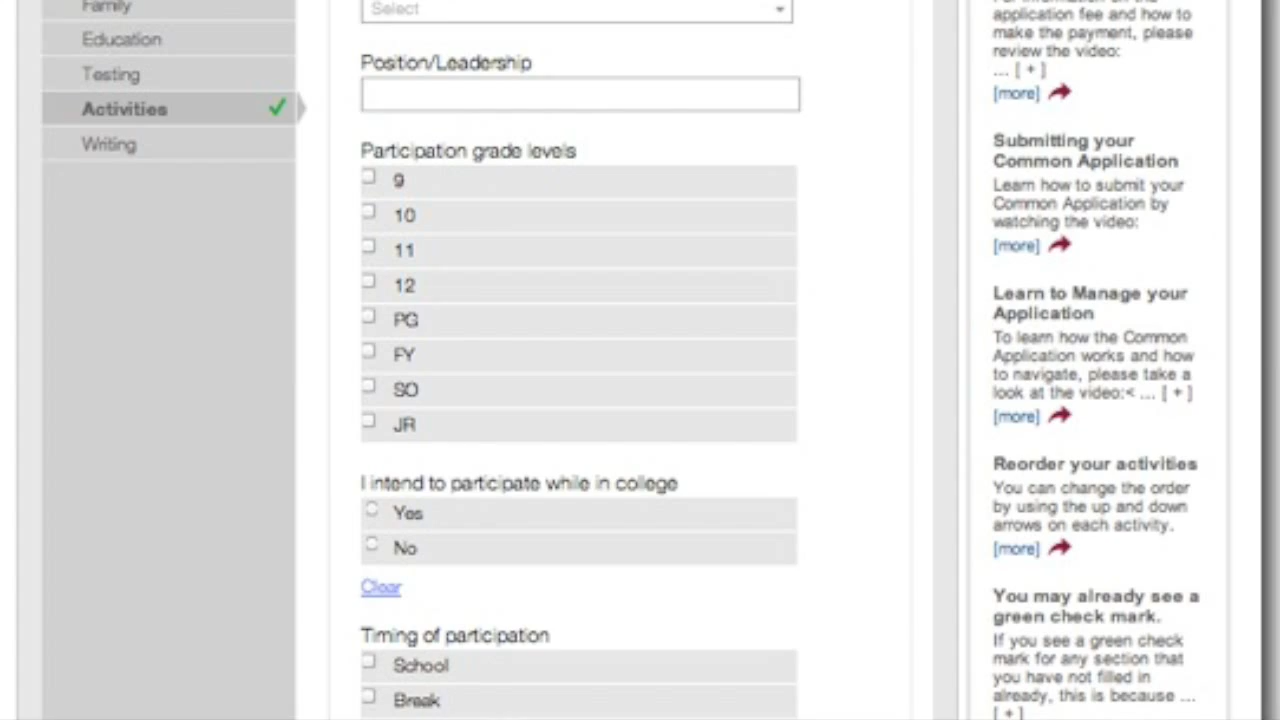 Family
Education
Testing
Activities
Writing
Select
Position/Leadership
Participation grade levels
9
10
11
12
PG
FY
SO
JR
I intend to participate while in college
Yes
No
Clear
Timing of participation
School
Break
application fee and how to
make the payment, please
review the video:
... [ + ]
[more]
Submitting your
Common Application
Learn how to submit your
Common Application by
watching the video:
[more]
Learn to Manage your
Application
To learn how the Common
Application works and how
to navigate, please take a
look at the video:< ... [ + ]
[more]
Reorder your activities
You can change the order
by using the up and down
arrows on each activity.
[more]
You may already see a
green check mark.
If you see a green check
mark for any section that
you have not filled in
already, this is because ...
[ + ]